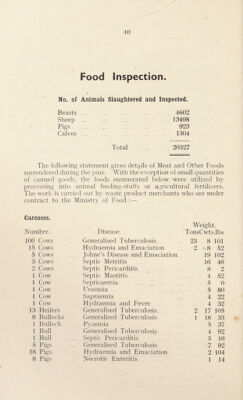 40
Food Inspection.
No. of Animals Slaughtered and Inspected.
Beasts ... 4602
Sheep ... 13498
Pigs ... 923
Calves ... 1304
Total ... 20327
The following statement gives details of Meat and Other Foods
surrendered during the year. With the exception of small quantities
of canned goods, the foods enumerated below were utilized by
processing into animal feeding-stuffs or agricultural fertilizers.
The work is carried out by waste product merchants who are under
contract to the Ministry of Food :—
Carcases.
Weight.
Number. Disease. Tons Cwts. lbs
100 Cows ... Generalised Tuberculosis 23 8 101
15 Cows ... Hydraemia and Emaciation 2 8 52
5 Cows ... Johne's Disease and Emaciation 19 102
3 Cows ... Septic Metritis 16 46
2 Cows ... Septic Pericarditis 8 2
1 Cow ... Septic Mastitis 4 52
1 Cow ... Septicaemia 5 0
1 Cow ... Uraemia 5 80
1 Cow ... Sapraemia 4 22
1 Cow ... Hydraemia and Fever 4 32
13 Heifers ... Generalised Tuberculosis 2 17 105
8 Bullocks ... Generalised Tuberculosis 1 18 33
1 Bullock ... Pyaemia 5 37
1 Bull ... Generalised Tuberculosis 4 92
1 Bull ... Septic Pericarditis 5 16
5 Pigs ... Generalised Tuberculosis 7 92
18 Pigs ... Hydraemia and Emaciation 2 104
8 Pigs ... Necrotic Enteritis 1 14